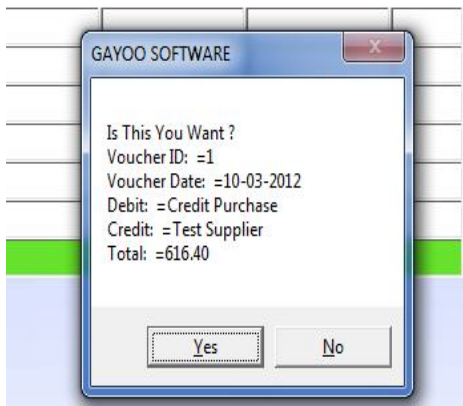 GAYOO SOFTWARE
Is This You Want ?
Voucher ID: =1
Voucher Date: =10-03-2012
Debit: =Credit Purchase
Credit: =Test Supplier
Total: =616.40
Yes No